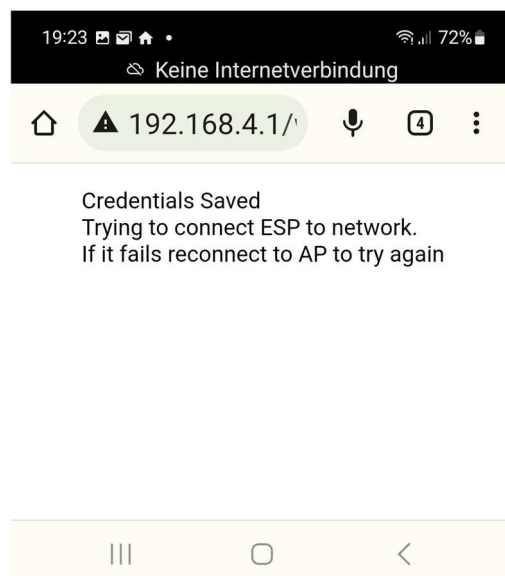 19:23 72%
Keine Internetverbindung
192.168.4.1/
4
Credentials Saved
Trying to connect ESP to network.
If it fails reconnect to AP to try again